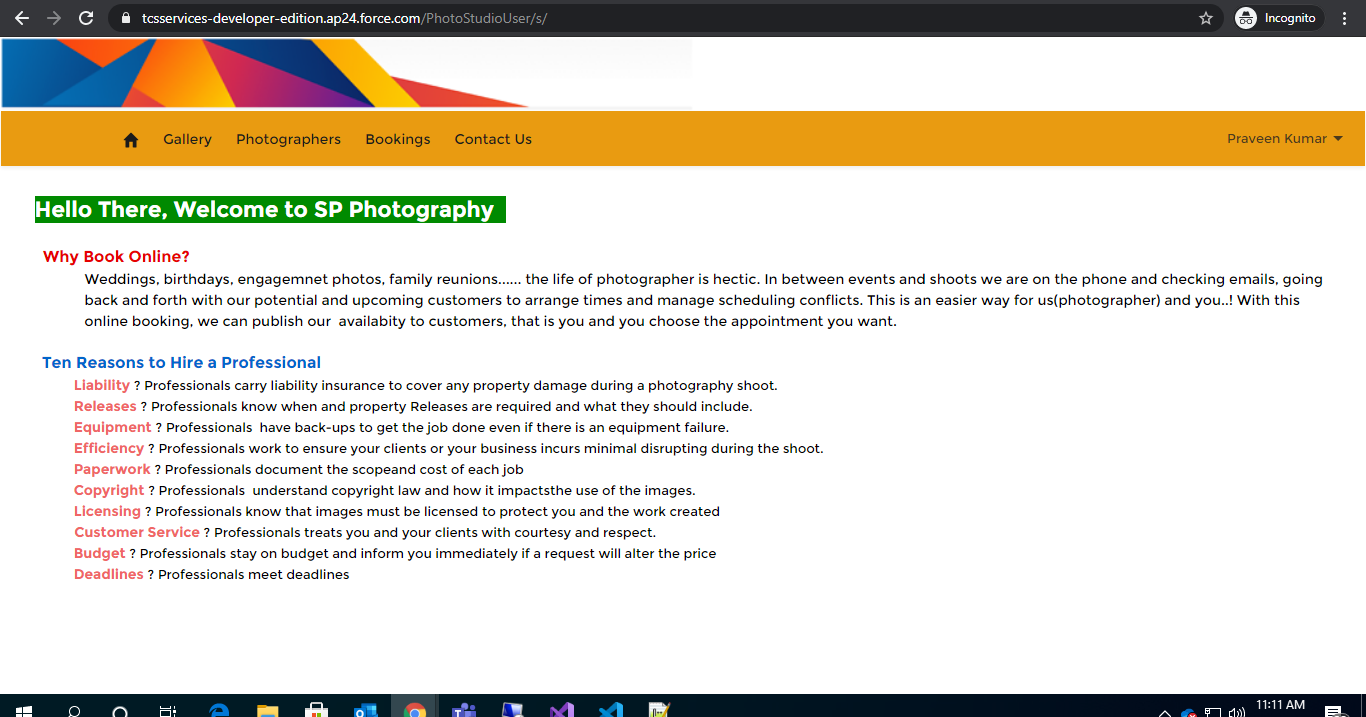 tcsservices-developer-edition.ap24.force.com/PhotoStudioUser/s/
Incognito
Gallery Photographers Bookings Contact Us
Praveen Kumar
Hello There, Welcome to SP Photography
Why Book Online?
Weddings, birthdays, engagemnet photos, family reunions...... the life of photographer is hectic. In between events and shoots we are on the phone and checking emails, going
back and forth with our potential and upcoming customers to arrange times and manage scheduling conflicts. This is an easier way for us(photographer) and you..! With this
online booking, we can publish our  availabity to customers, that is you and you choose the appointment you want.
Ten Reasons to Hire a Professional
Liability ? Professionals carry liability insurance to cover any property damage during a photography shoot.
Releases ? Professionals know when and property Releases are required and what they should include.
Equipment ? Professionals  have back-ups to get the job done even if there is an equipment failure.
Efficiency ? Professionals work to ensure your clients or your business incurs minimal disrupting during the shoot.
Paperwork ? Professionals document the scopeand cost of each job
Copyright ? Professionals  understand copyright law and how it impactsthe use of the images.
Licensing ? Professionals know that images must be licensed to protect you and the work created
Customer Service ? Professionals treats you and your clients with courtesy and respect.
Budget ? Professionals stay on budget and inform you immediately if a request will alter the price
Deadlines ? Professionals meet deadlines
11:11 AM